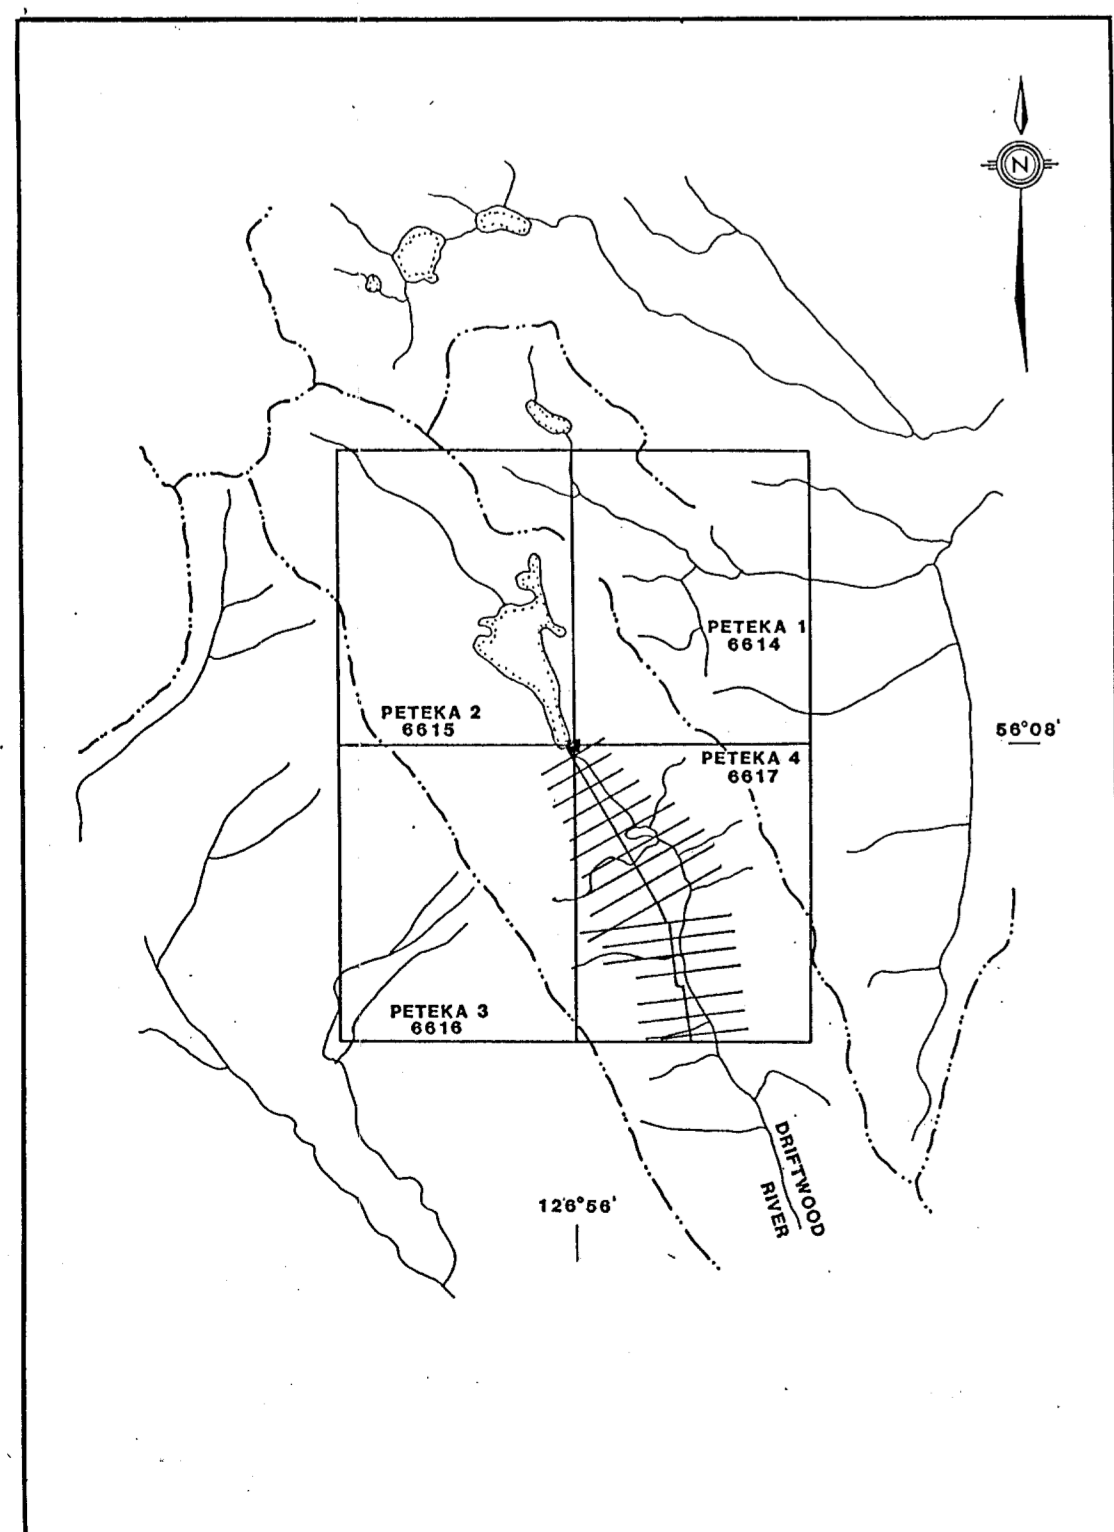 N
PETEKA 1
6614
PETEKA 2
6615
56°08'
PETEKA 4
6617
PETEKA 3
6616
126°56'
DRIFTWOOD
RIVER